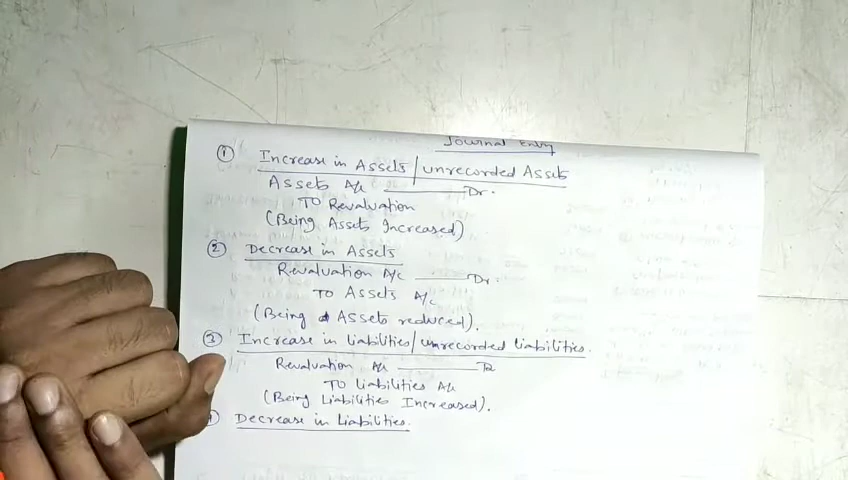 Journal Entry
① Increase in Assets / unrecorded Assets
Assets A/c ——— Dr.
TO Revaluation
(Being Assets Increased)
② Decrease in Assets
Revaluation A/c ——— Dr.
To Assets A/c
(Being Assets reduced).
③ Increase in liabilities / unrecorded liabilities.
Revaluation A/c ———
TO liabilities A/c
(Being Liabilities Increased).
Decrease in Liabilities.